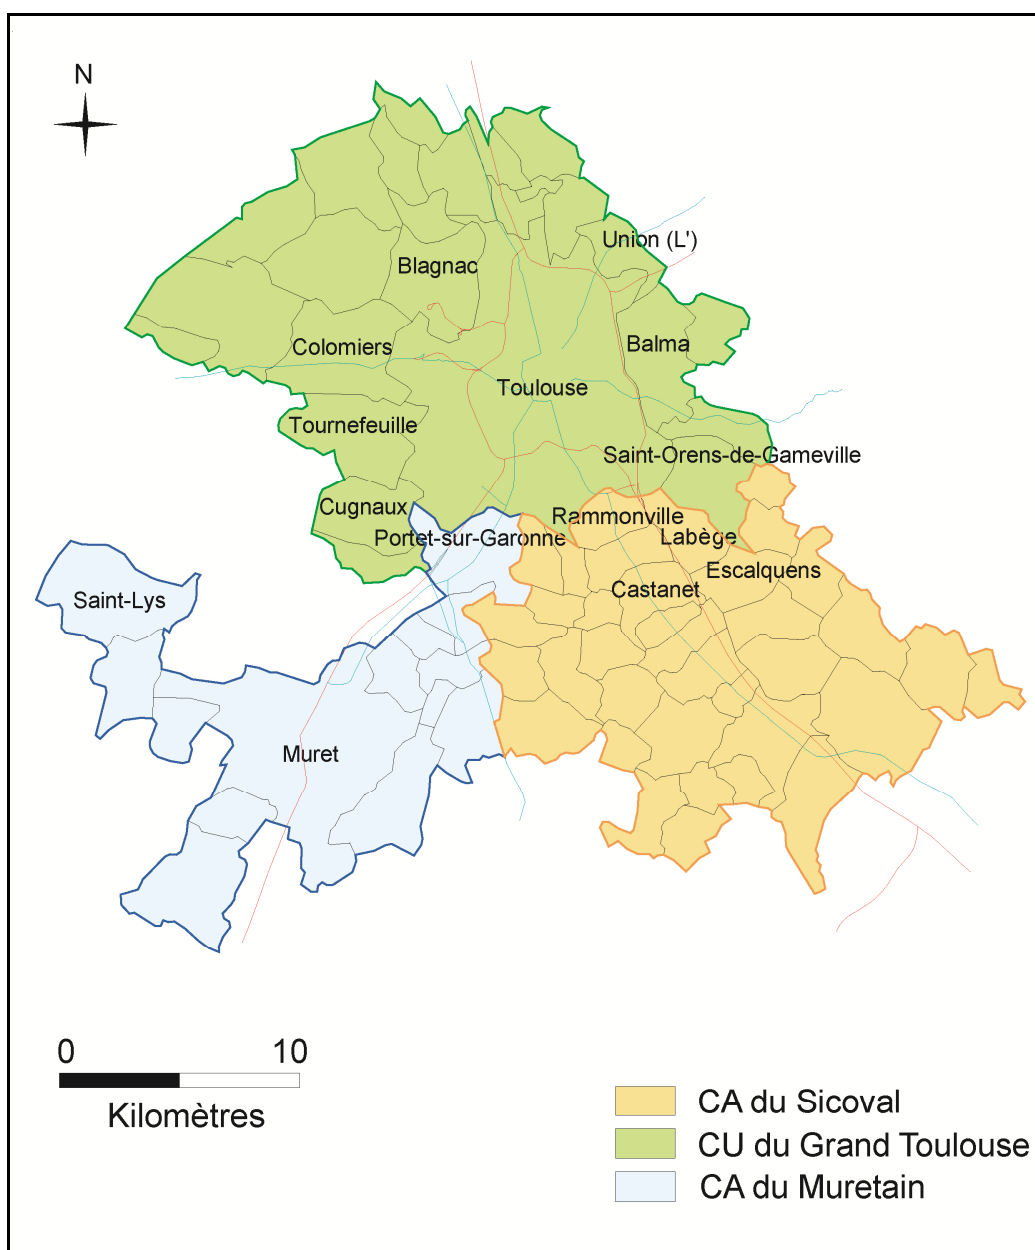 N
Union (L')
Blagnac
Balma
Colomiers
Toulouse
Tournefeuille
Saint-Orens-de-Gameville
Cugnaux
Rammonville
Portet-sur-Garonne
Labège
Escalquens
Castanet
Saint-Lys
Muret
0 10
Kilomètres
CA du Sicoval
CU du Grand Toulouse
CA du Muretain